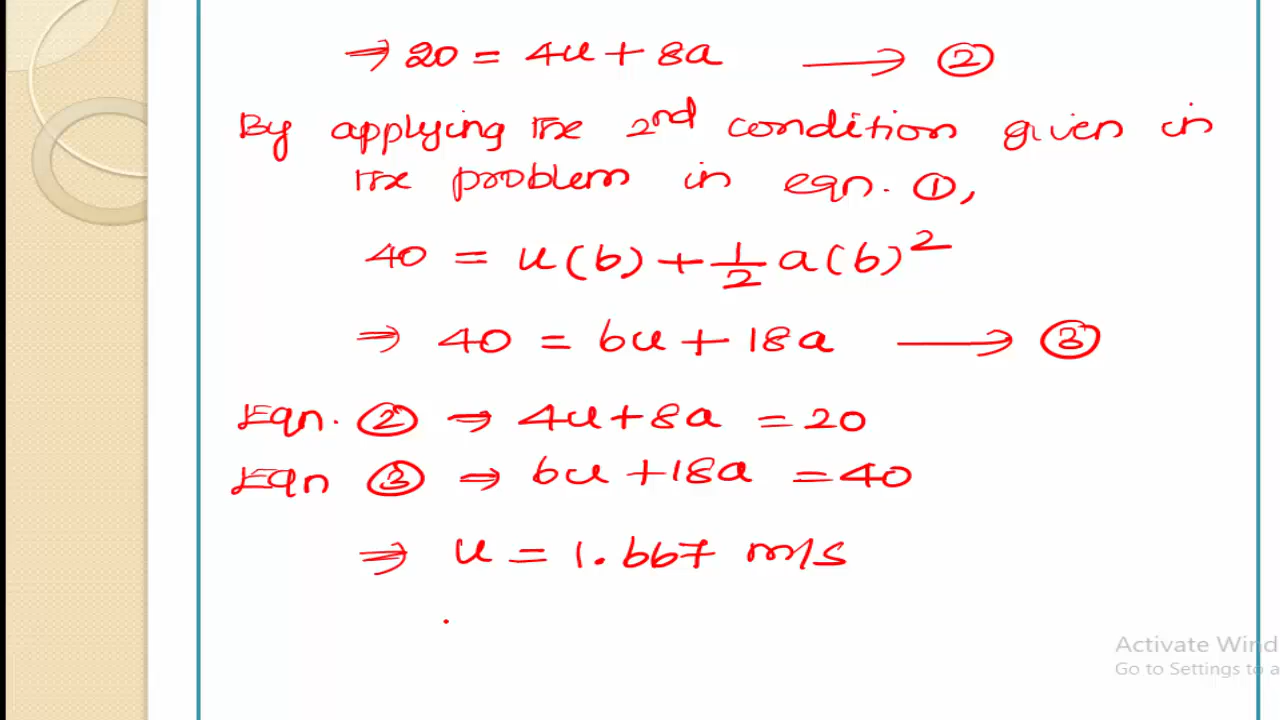 ⇒ 20 = 4u + 8a ⟶ ②
By applying the 2nd condition given in
the problem in eqn. ①,
40 = u(6) + 1/2 a(6)²
⇒ 40 = 6u + 18a ⟶ ③
Eqn. ② ⇒ 4u + 8a = 20
Eqn ③ ⇒ 6u + 18a = 40
⇒ u = 1.667 m/s
Activate Wind
Go to Settings to a